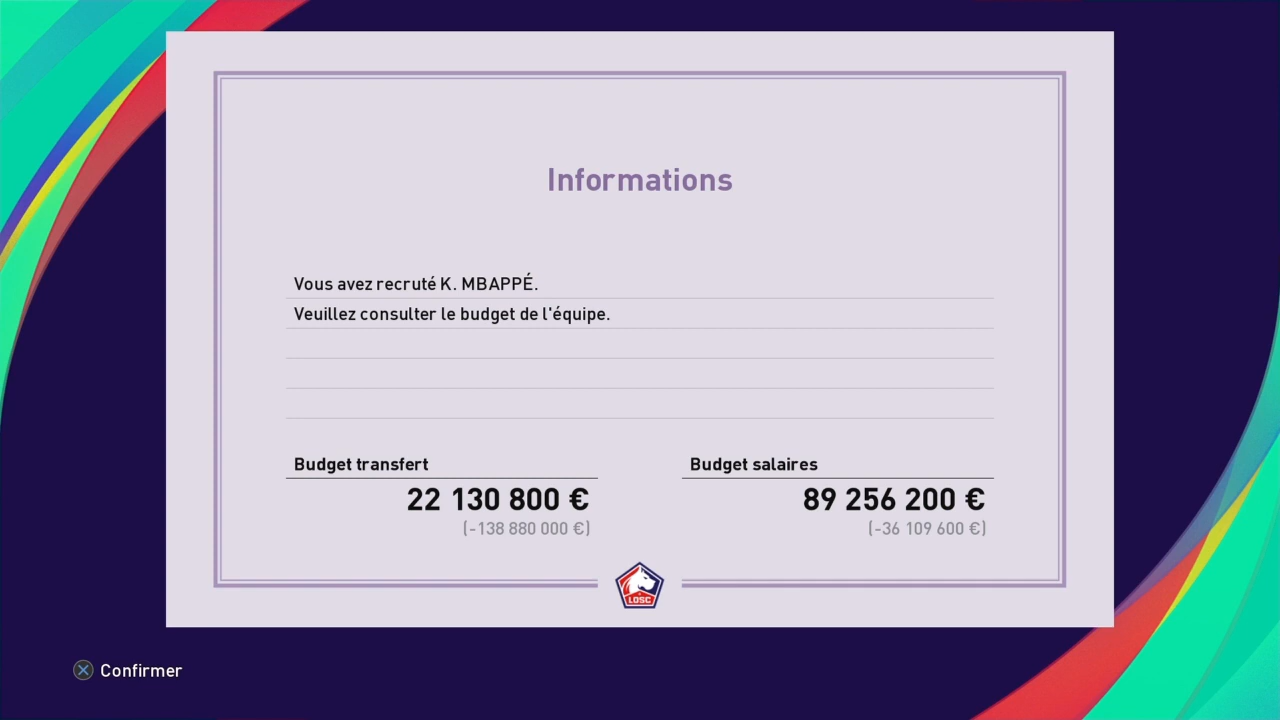 Informations
Vous avez recruté K. MBAPPÉ.
Veuillez consulter le budget de l'équipe.
Budget transfert
22 130 800 €
(-138 880 000 €)
Budget salaires
89 256 200 €
(-36 109 600 €)
LOSC
Confirmer